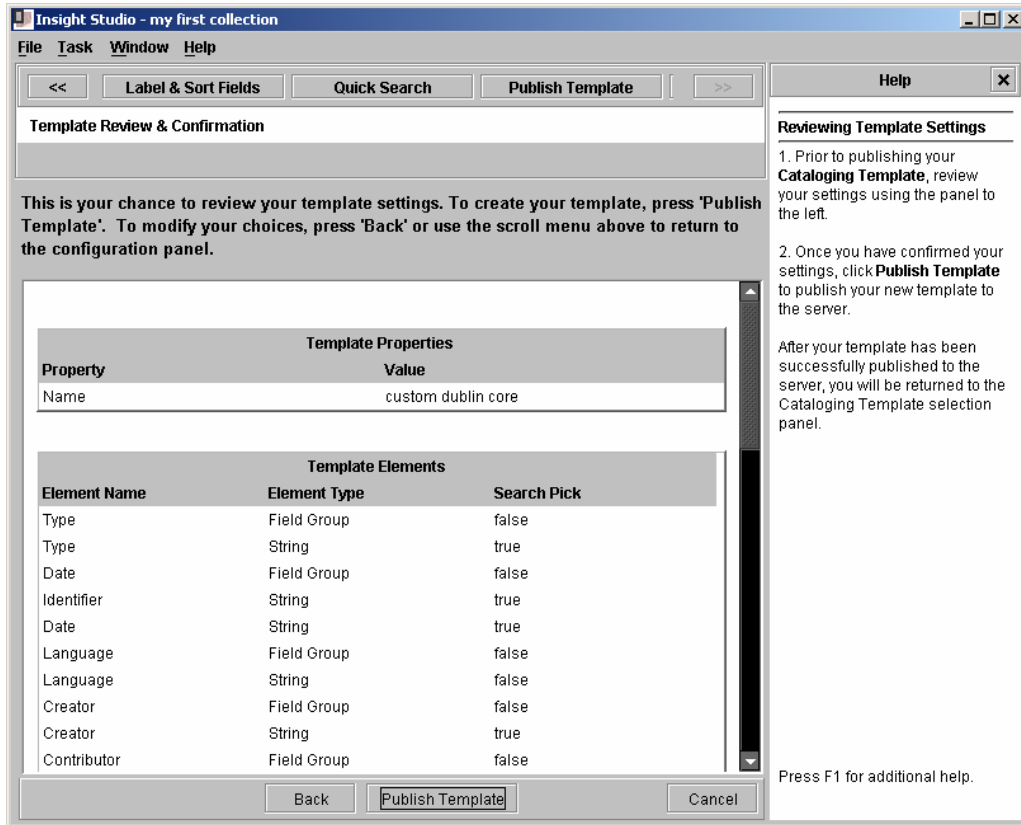 Insight Studio - my first collection
File Task Window Help
<< Label & Sort Fields Quick Search Publish Template >>
Template Review & Confirmation
This is your chance to review your template settings. To create your template, press 'Publish
Template'. To modify your choices, press 'Back' or use the scroll menu above to return to
the configuration panel.
Template Properties
Property Value
Name custom dublin core
Template Elements
Element Name Element Type Search Pick
Type Field Group false
Type String true
Date Field Group false
Identifier String true
Date String true
Language Field Group false
Language String false
Creator Field Group false
Creator String true
Contributor Field Group false
Back Publish Template Cancel
Help
Reviewing Template Settings
1. Prior to publishing your
Cataloging Template, review
your settings using the panel to
the left.
2. Once you have confirmed your
settings, click Publish Template
to publish your new template to
the server.
After your template has been
successfully published to the
server, you will be returned to the
Cataloging Template selection
panel.
Press F1 for additional help.